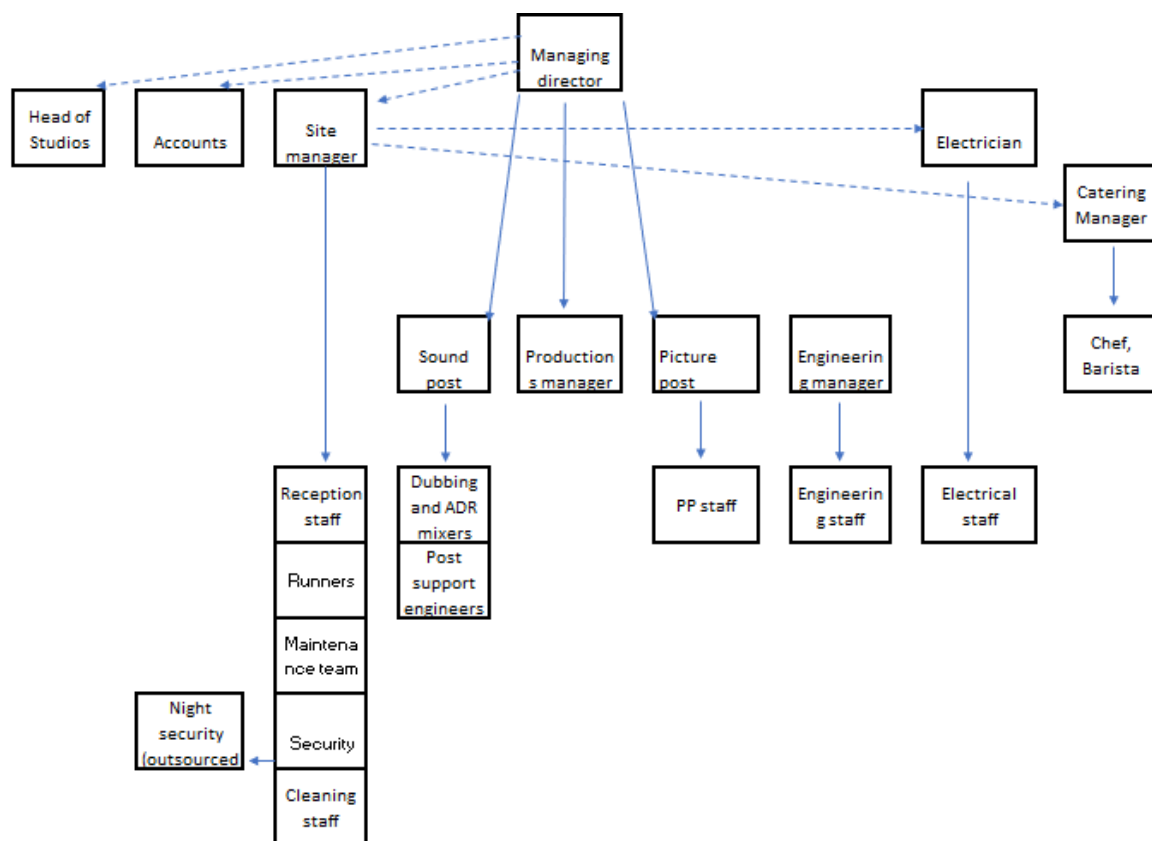 Managing
director
Head of
Studios
Accounts
Site
manager
Electrician
Catering
Manager
Sound
post
Production
s manager
Picture
post
Engineerin
g manager
Chef,
Barista
Reception
staff
Dubbing
and ADR
mixers
PP staff
Engineerin
g staff
Electrical
staff
Runners
Post
support
engineers
Maintena
nce team
Night
security
(outsourced
Security
Cleaning
staff